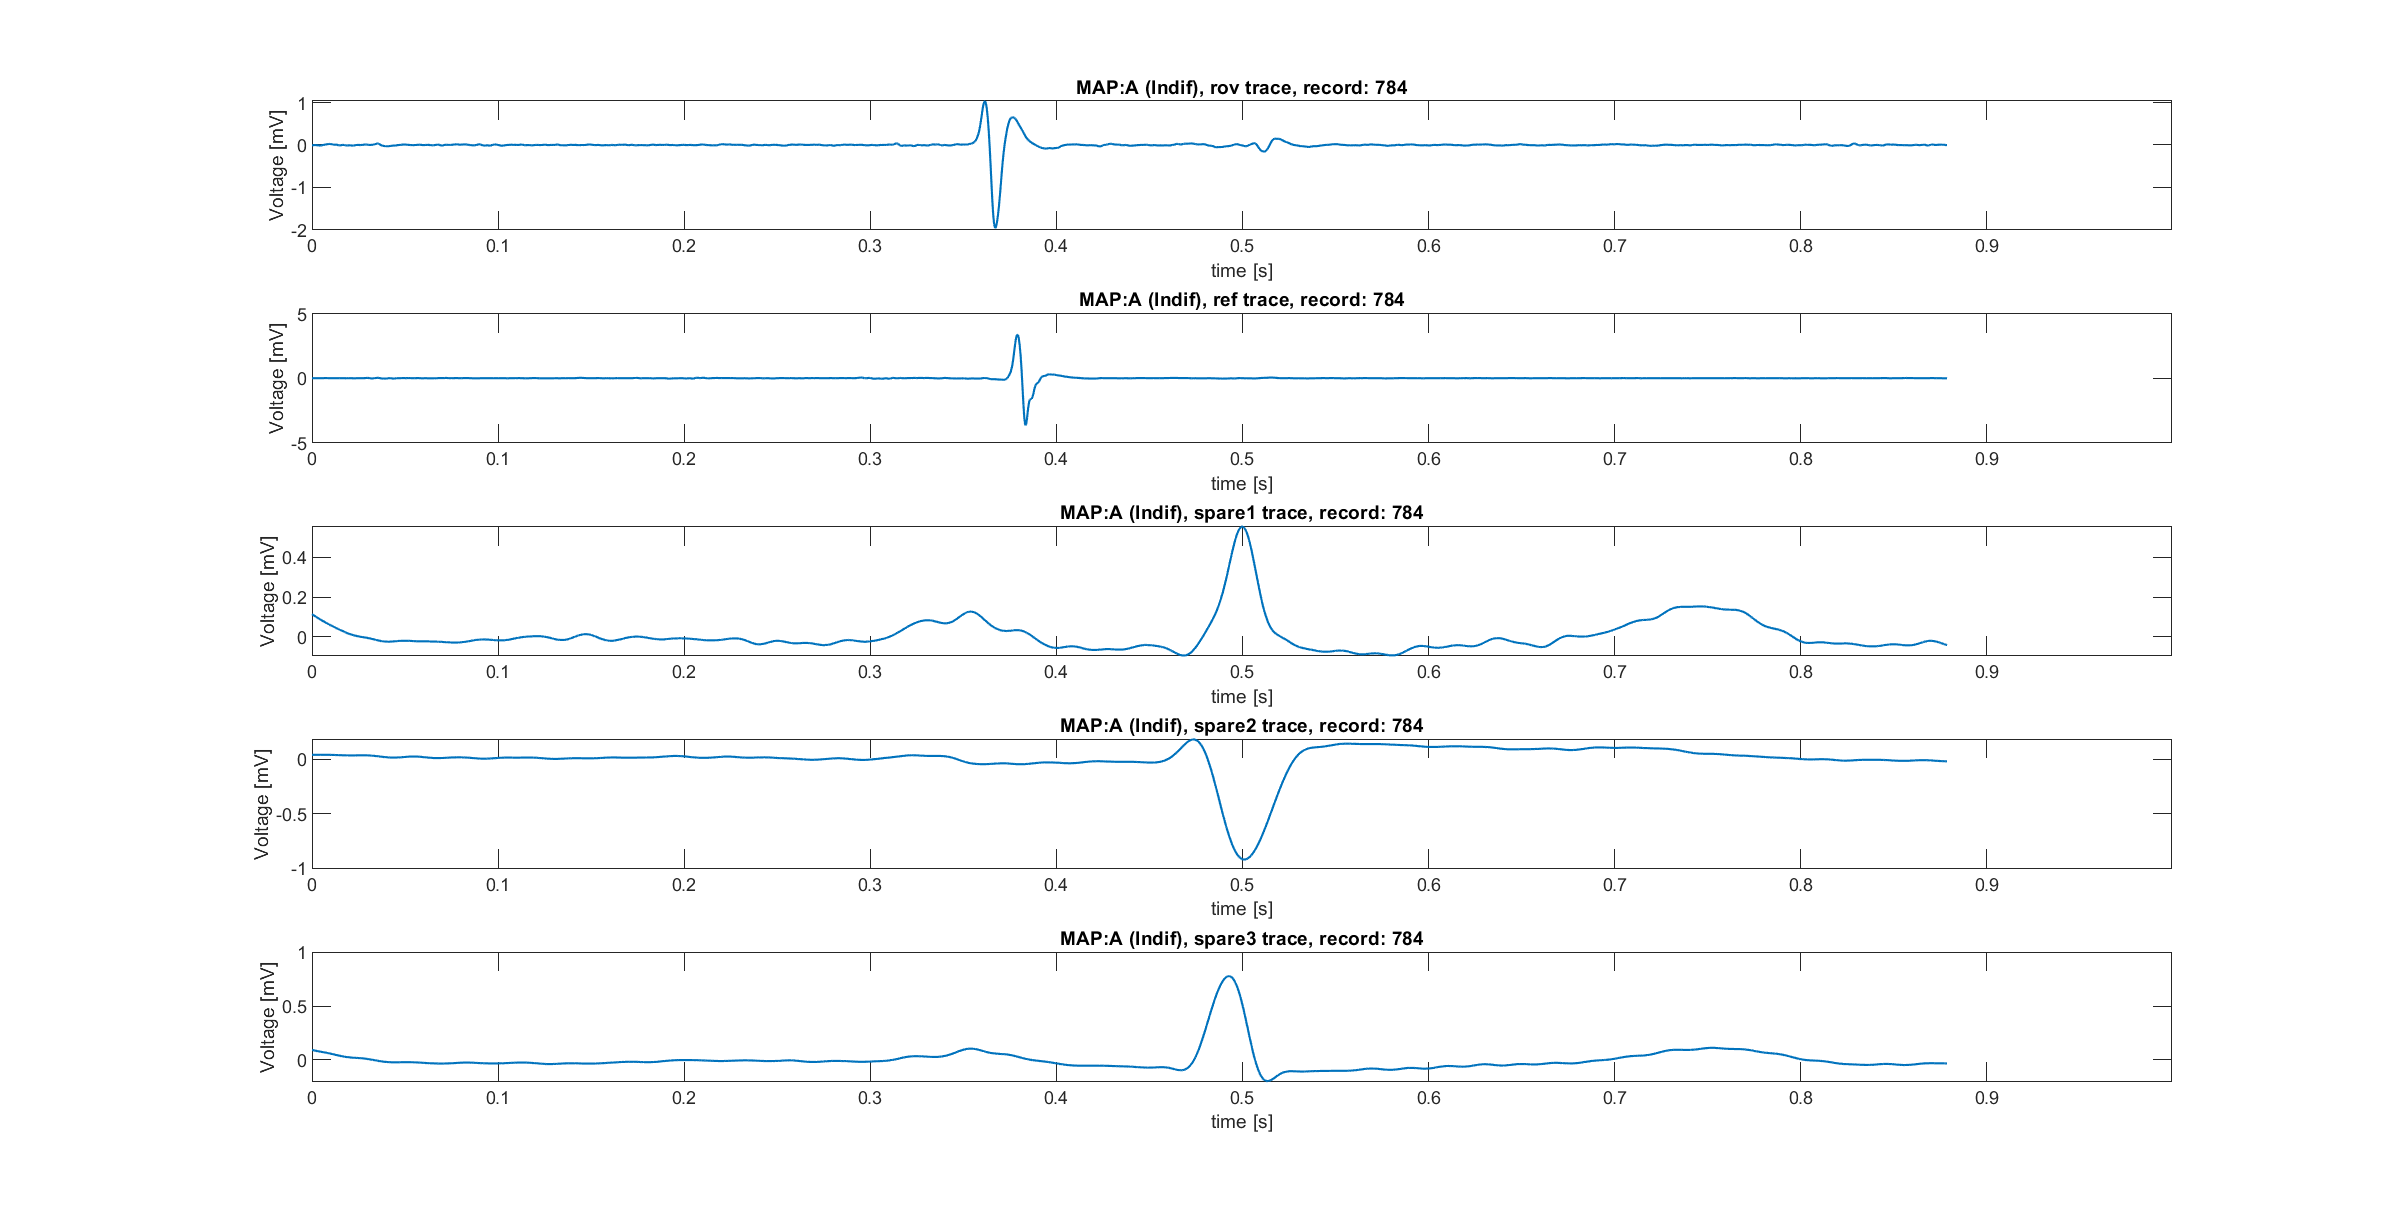 MAP:A (Indif), rov trace, record: 784
Voltage [mV]
1
0
-1
-2
0 0.1 0.2 0.3 0.4 0.5 0.6 0.7 0.8 0.9
time [s]
MAP:A (Indif), ref trace, record: 784
Voltage [mV]
5
0
-5
0 0.1 0.2 0.3 0.4 0.5 0.6 0.7 0.8 0.9
time [s]
MAP:A (Indif), spare1 trace, record: 784
Voltage [mV]
0.4
0.2
0
0 0.1 0.2 0.3 0.4 0.5 0.6 0.7 0.8 0.9
time [s]
MAP:A (Indif), spare2 trace, record: 784
Voltage [mV]
0
-0.5
-1
0 0.1 0.2 0.3 0.4 0.5 0.6 0.7 0.8 0.9
time [s]
MAP:A (Indif), spare3 trace, record: 784
Voltage [mV]
1
0.5
0
0 0.1 0.2 0.3 0.4 0.5 0.6 0.7 0.8 0.9
time [s]